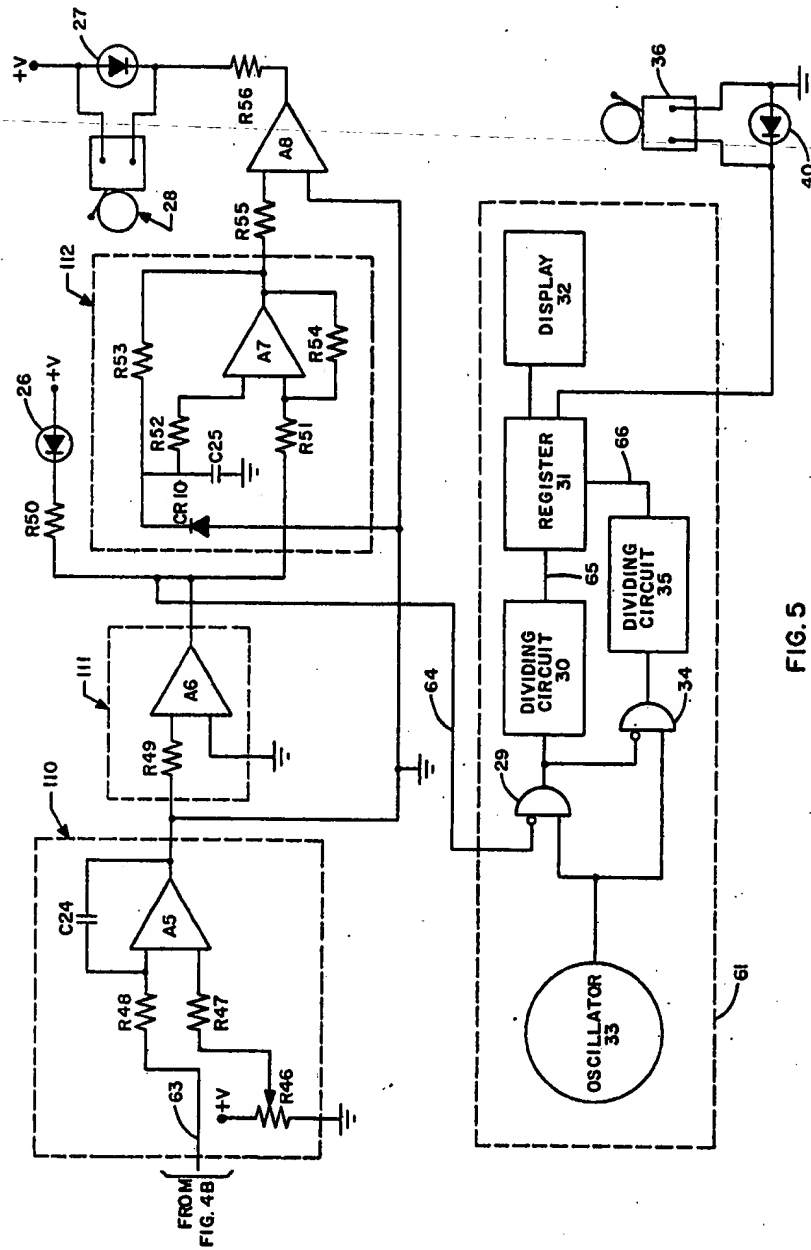 110
C24
R48
A5
R47
R46
+V
63
FROM
FIG. 4B
111
R49
A6
R50
26
+V
112
R53
R52
CR10
C25
A7
R51
R54
R55
A8
R56
28
27
+V
64
29
DIVIDING
CIRCUIT
30
65
REGISTER
31
DISPLAY
32
66
DIVIDING
CIRCUIT
35
34
OSCILLATOR
33
61
36
40
FIG. 5